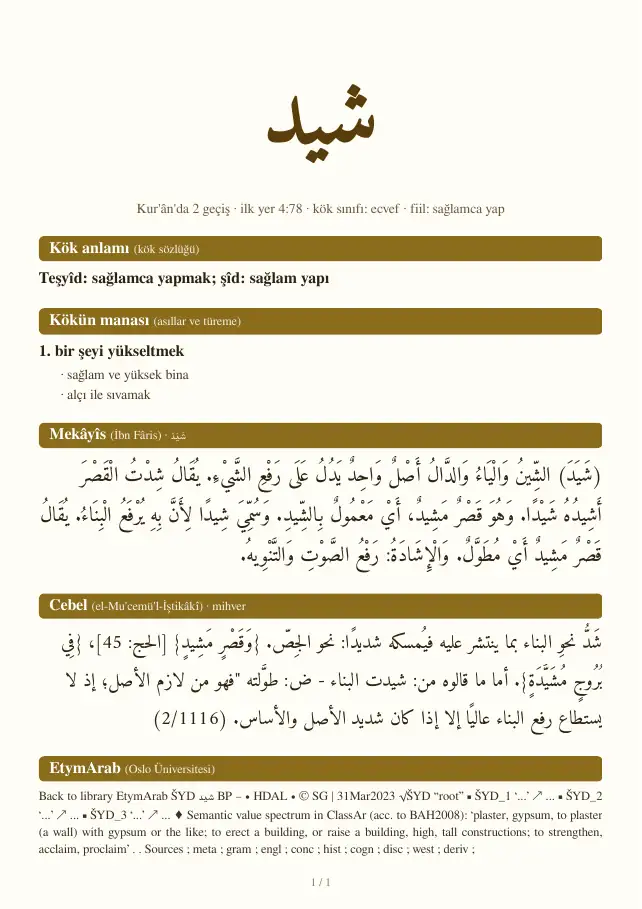 شيد
Kur'ân'da 2 geçiş · ilk yer 4:78 · kök sınıfı: ecvef · fiil: sağlamca yap
Kök anlamı (kök sözlüğü)
Teşyîd: sağlamca yapmak; şîd: sağlam yapı
Kökün manası (asıllar ve türeme)
1. bir şeyi yükseltmek
· sağlam ve yüksek bina
· alçı ile sıvamak
Mekâyîs (İbn Fâris) · شَيَدَ
(شَيَدَ) الشِّينُ وَالْيَاءُ وَالدَّالُ أَصْلٌ وَاحِدٌ يَدُلُّ عَلَى رَفْعِ الشَّيْءِ. يُقَالُ شِدْتُ الْقَصْرَ
أَشِيدُهُ شَيْدًا. وَهُوَ قَصْرٌ مَشِيدٌ، أَيْ مَعْمُولٌ بِالشِّيدِ. وَسُمِّيَ شِيدًا لِأَنَّ بِهِ يُرْفَعُ الْبِنَاءُ. يُقَالُ
قَصْرٌ مَشِيدٌ أَيْ مُطَوَّلٌ. وَالْإِشَادَةُ: رَفْعُ الصَّوْتِ وَالتَّنْوِيهُ.
Cebel (el-Mu'cemü'l-İştikâkî) · mihver
شَدُّ نحوِ البناء بما ينتشر عليه فيُمسكه شديدًا: نحو الجِصّ. {وَقَصْرٍ مَشِيدٍ} [الحج: 45]، {فِي
بُرُوجٍ مُشَيَّدَةٍ}. أما ما قالوه من: شيدت البناء - ض: طولَّته "فهو من لازم الأصل؛ إذ لا
يستطاع رفع البناء عاليًا إلا إذا كان شديد الأصل والأساس. (2/1116)
EtymArab (Oslo Üniversitesi)
Back to library EtymArab ŠYD شيد BP – • HDAL • © SG | 31Mar2023 √ŠYD “root” ▪ ŠYD_1 ‘...’ ↗ ... ▪ ŠYD_2
‘...’ ↗ ... ▪ ŠYD_3 ‘...’ ↗ ... ♦ Semantic value spectrum in ClassAr (acc. to BAH2008): ‘plaster, gypsum, to plaster
(a wall) with gypsum or the like; to erect a building, or raise a building, high, tall constructions; to strengthen,
acclaim, proclaim’ . . Sources ; meta ; gram ; engl ; conc ; hist ; cogn ; disc ; west ; deriv ;
1 / 1